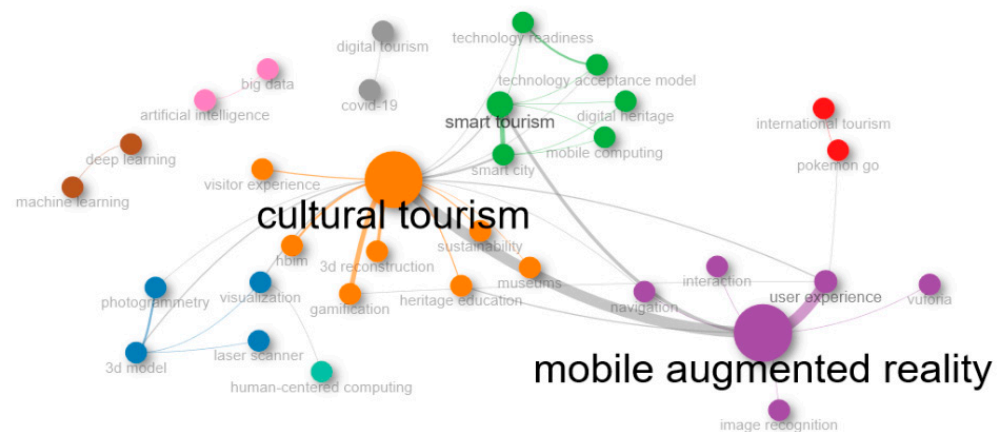 technology readiness
digital tourism
technology acceptance model
big data
covid-19
artificial intelligence
digital heritage
smart tourism
international tourism
mobile computing
deep learning
pokemon go
smart city
visitor experience
machine learning
cultural tourism
sustainability
hbim
3d reconstruction
museums
interaction
photogrammetry
visualization
gamification
heritage education
navigation
user experience
vuforia
laser scanner
3d model
human-centered computing
mobile augmented reality
image recognition